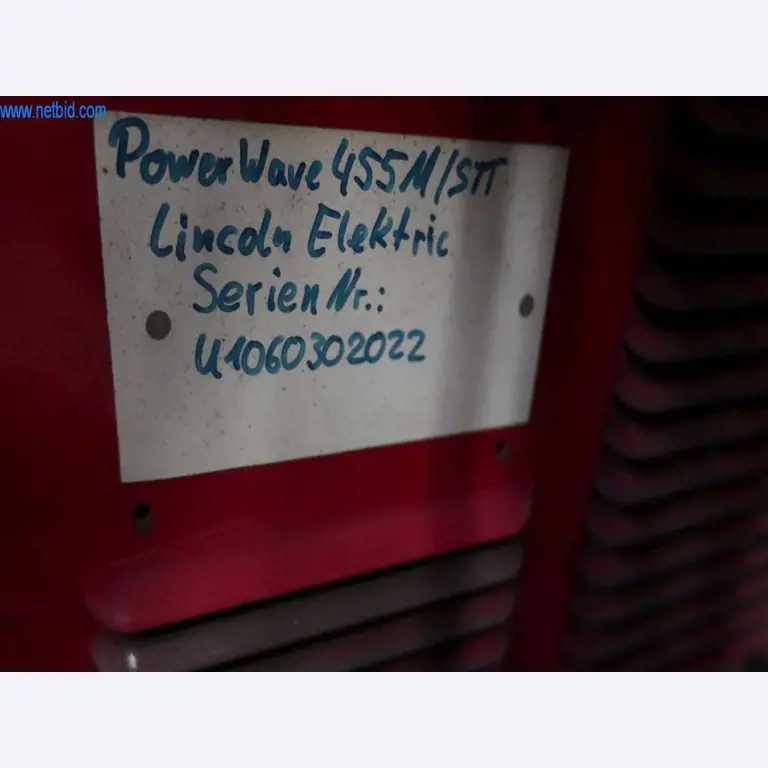 www.netbid.com
PowerWave 455M/STT
Lincoln Elektric
Serien Nr.:
U1060302022